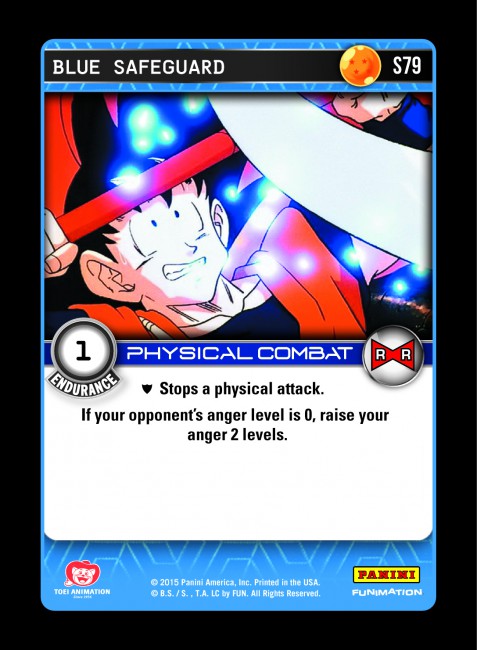 BLUE SAFEGUARD
S79
1
ENDURANCE
PHYSICAL COMBAT
R R
Stops a physical attack.
If your opponent's anger level is 0, raise your
anger 2 levels.
TOEI ANIMATION
© 2015 Panini America, Inc. Printed in the USA.
© B.S. / S. , T.A. LC by FUN. All Rights Reserved.
PANINI
FUNIMATION